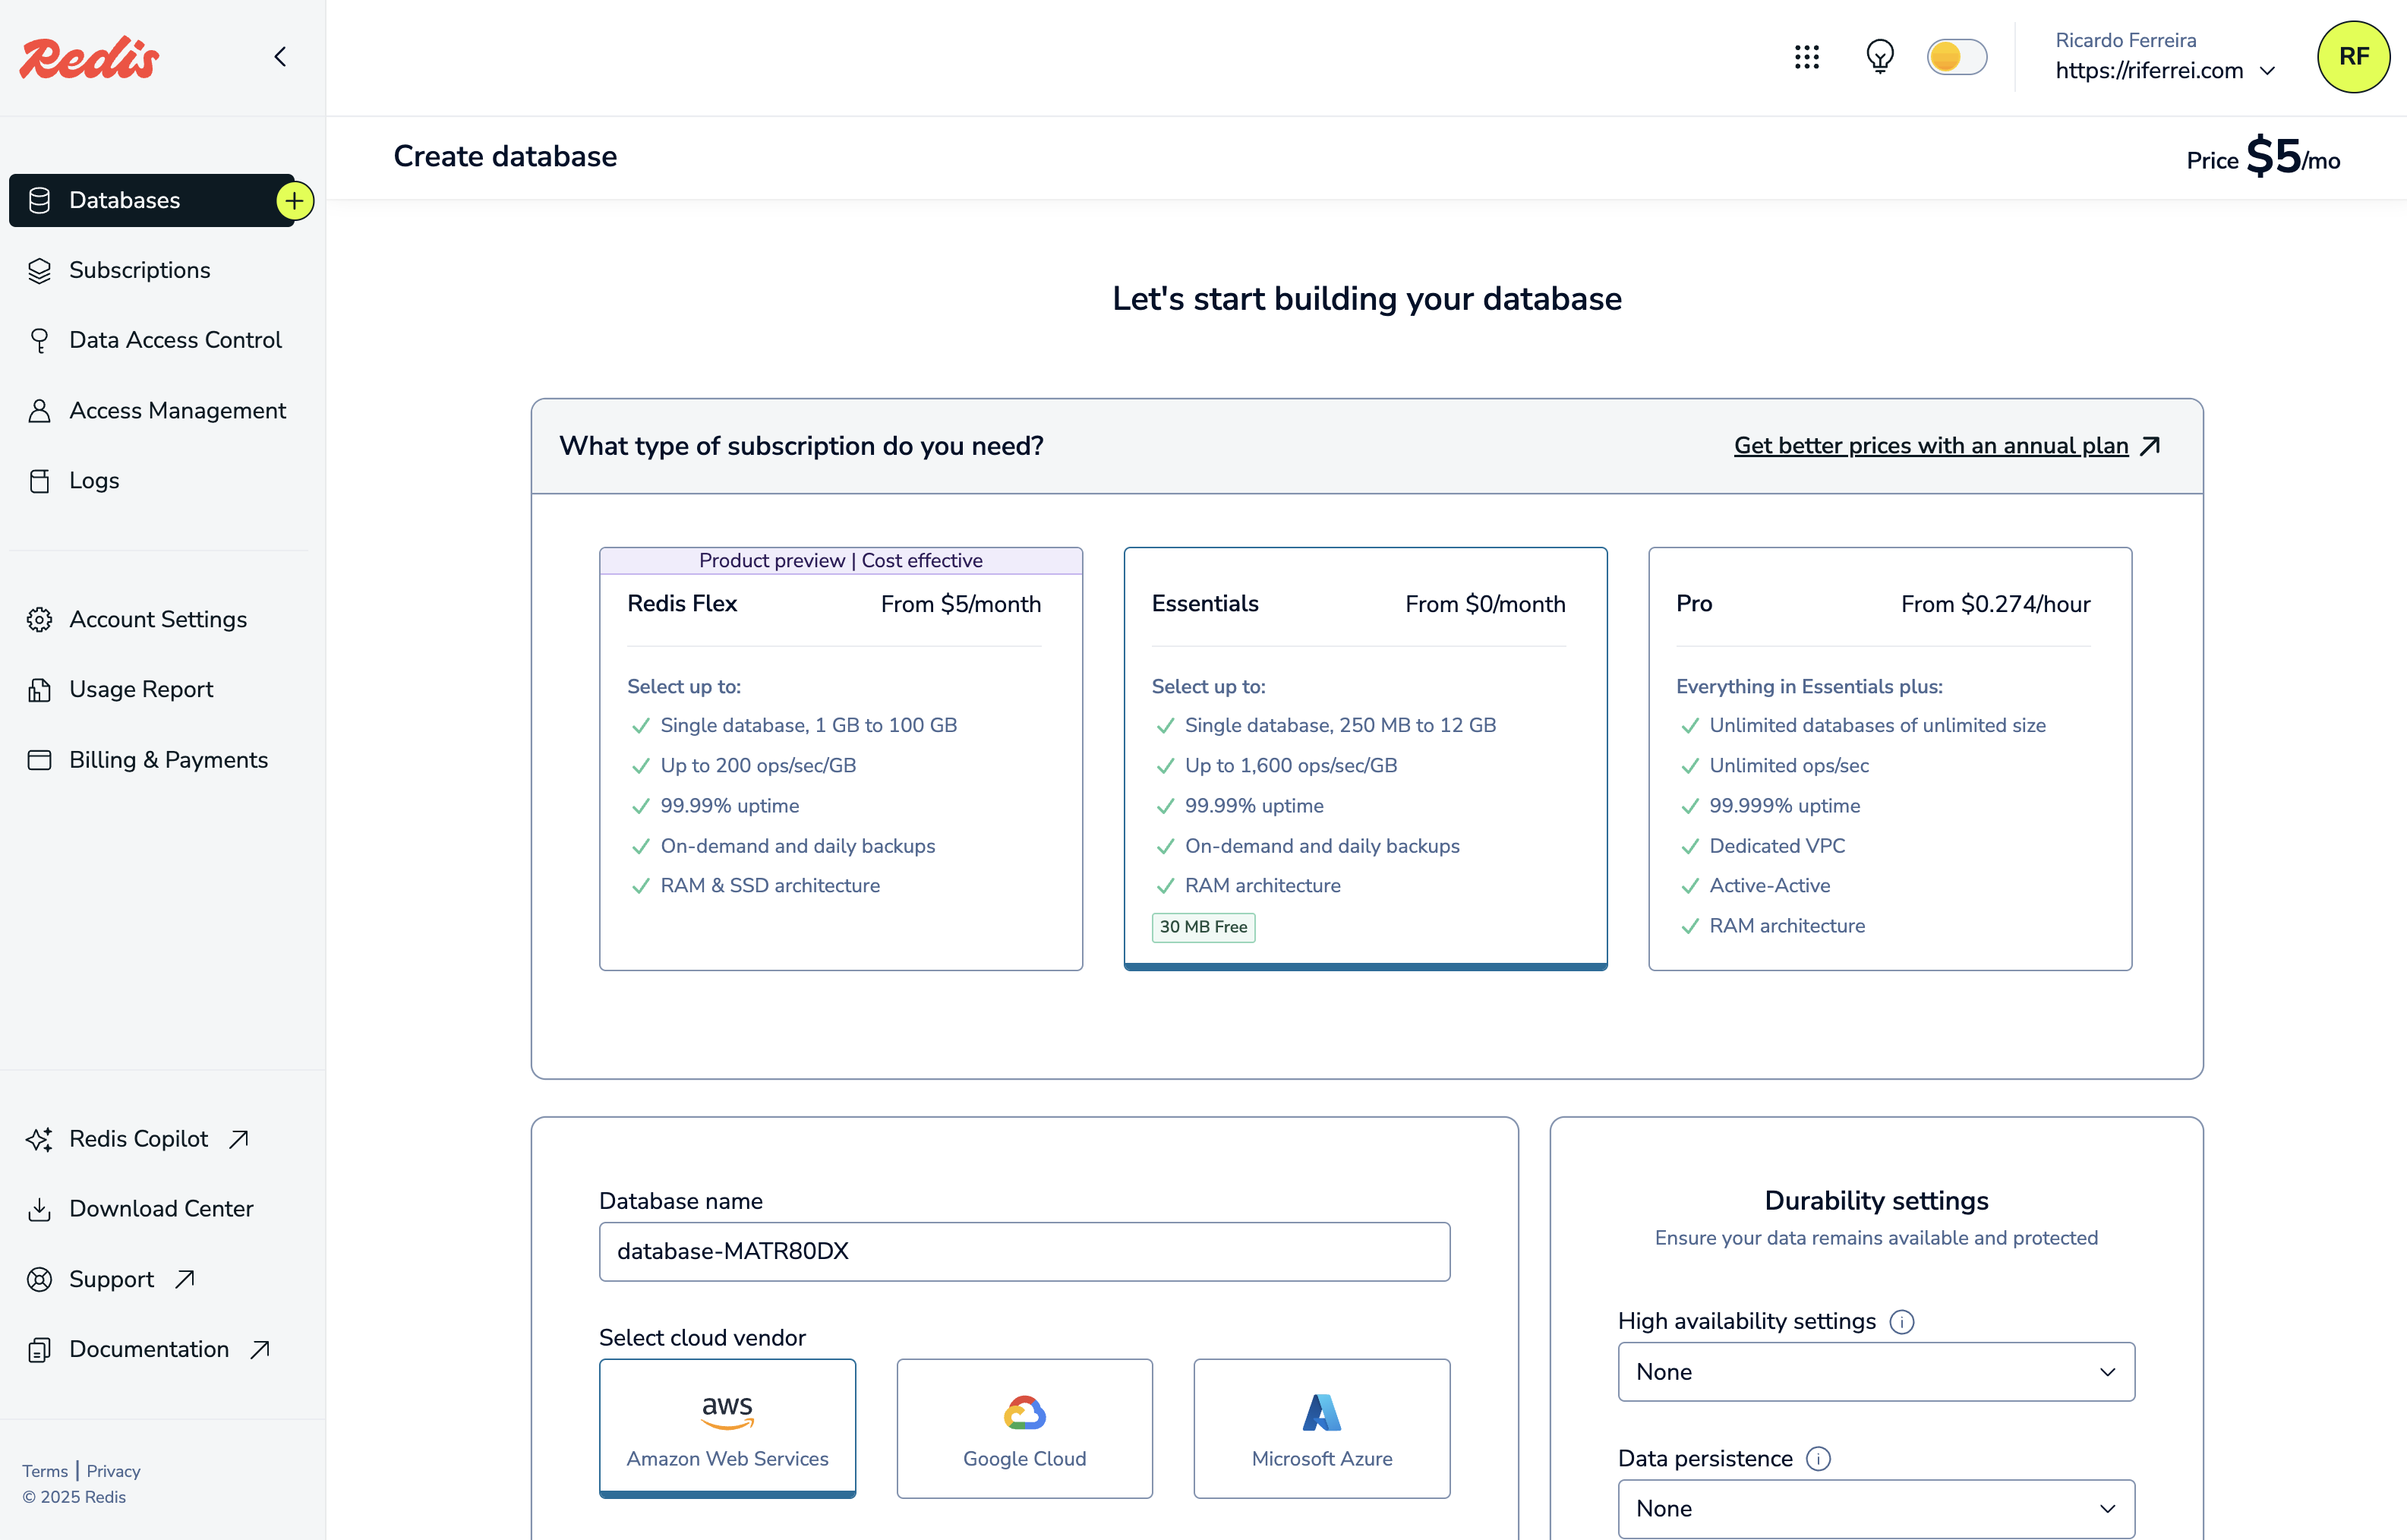 Redis
Ricardo Ferreira
https://riferrei.com
RF
Create database
Price $5/mo
Databases
Subscriptions
Data Access Control
Access Management
Logs
Account Settings
Usage Report
Billing & Payments
Redis Copilot
Download Center
Support
Documentation
Terms | Privacy
© 2025 Redis
Let's start building your database
What type of subscription do you need?
Get better prices with an annual plan
Product preview | Cost effective
Redis Flex From $5/month
Select up to:
Single database, 1 GB to 100 GB
Up to 200 ops/sec/GB
99.99% uptime
On-demand and daily backups
RAM & SSD architecture
Essentials From $0/month
Select up to:
Single database, 250 MB to 12 GB
Up to 1,600 ops/sec/GB
99.99% uptime
On-demand and daily backups
RAM architecture
30 MB Free
Pro From $0.274/hour
Everything in Essentials plus:
Unlimited databases of unlimited size
Unlimited ops/sec
99.999% uptime
Dedicated VPC
Active-Active
RAM architecture
Database name
database-MATR80DX
Select cloud vendor
aws
Amazon Web Services
Google Cloud
Microsoft Azure
Durability settings
Ensure your data remains available and protected
High availability settings
None
Data persistence
None